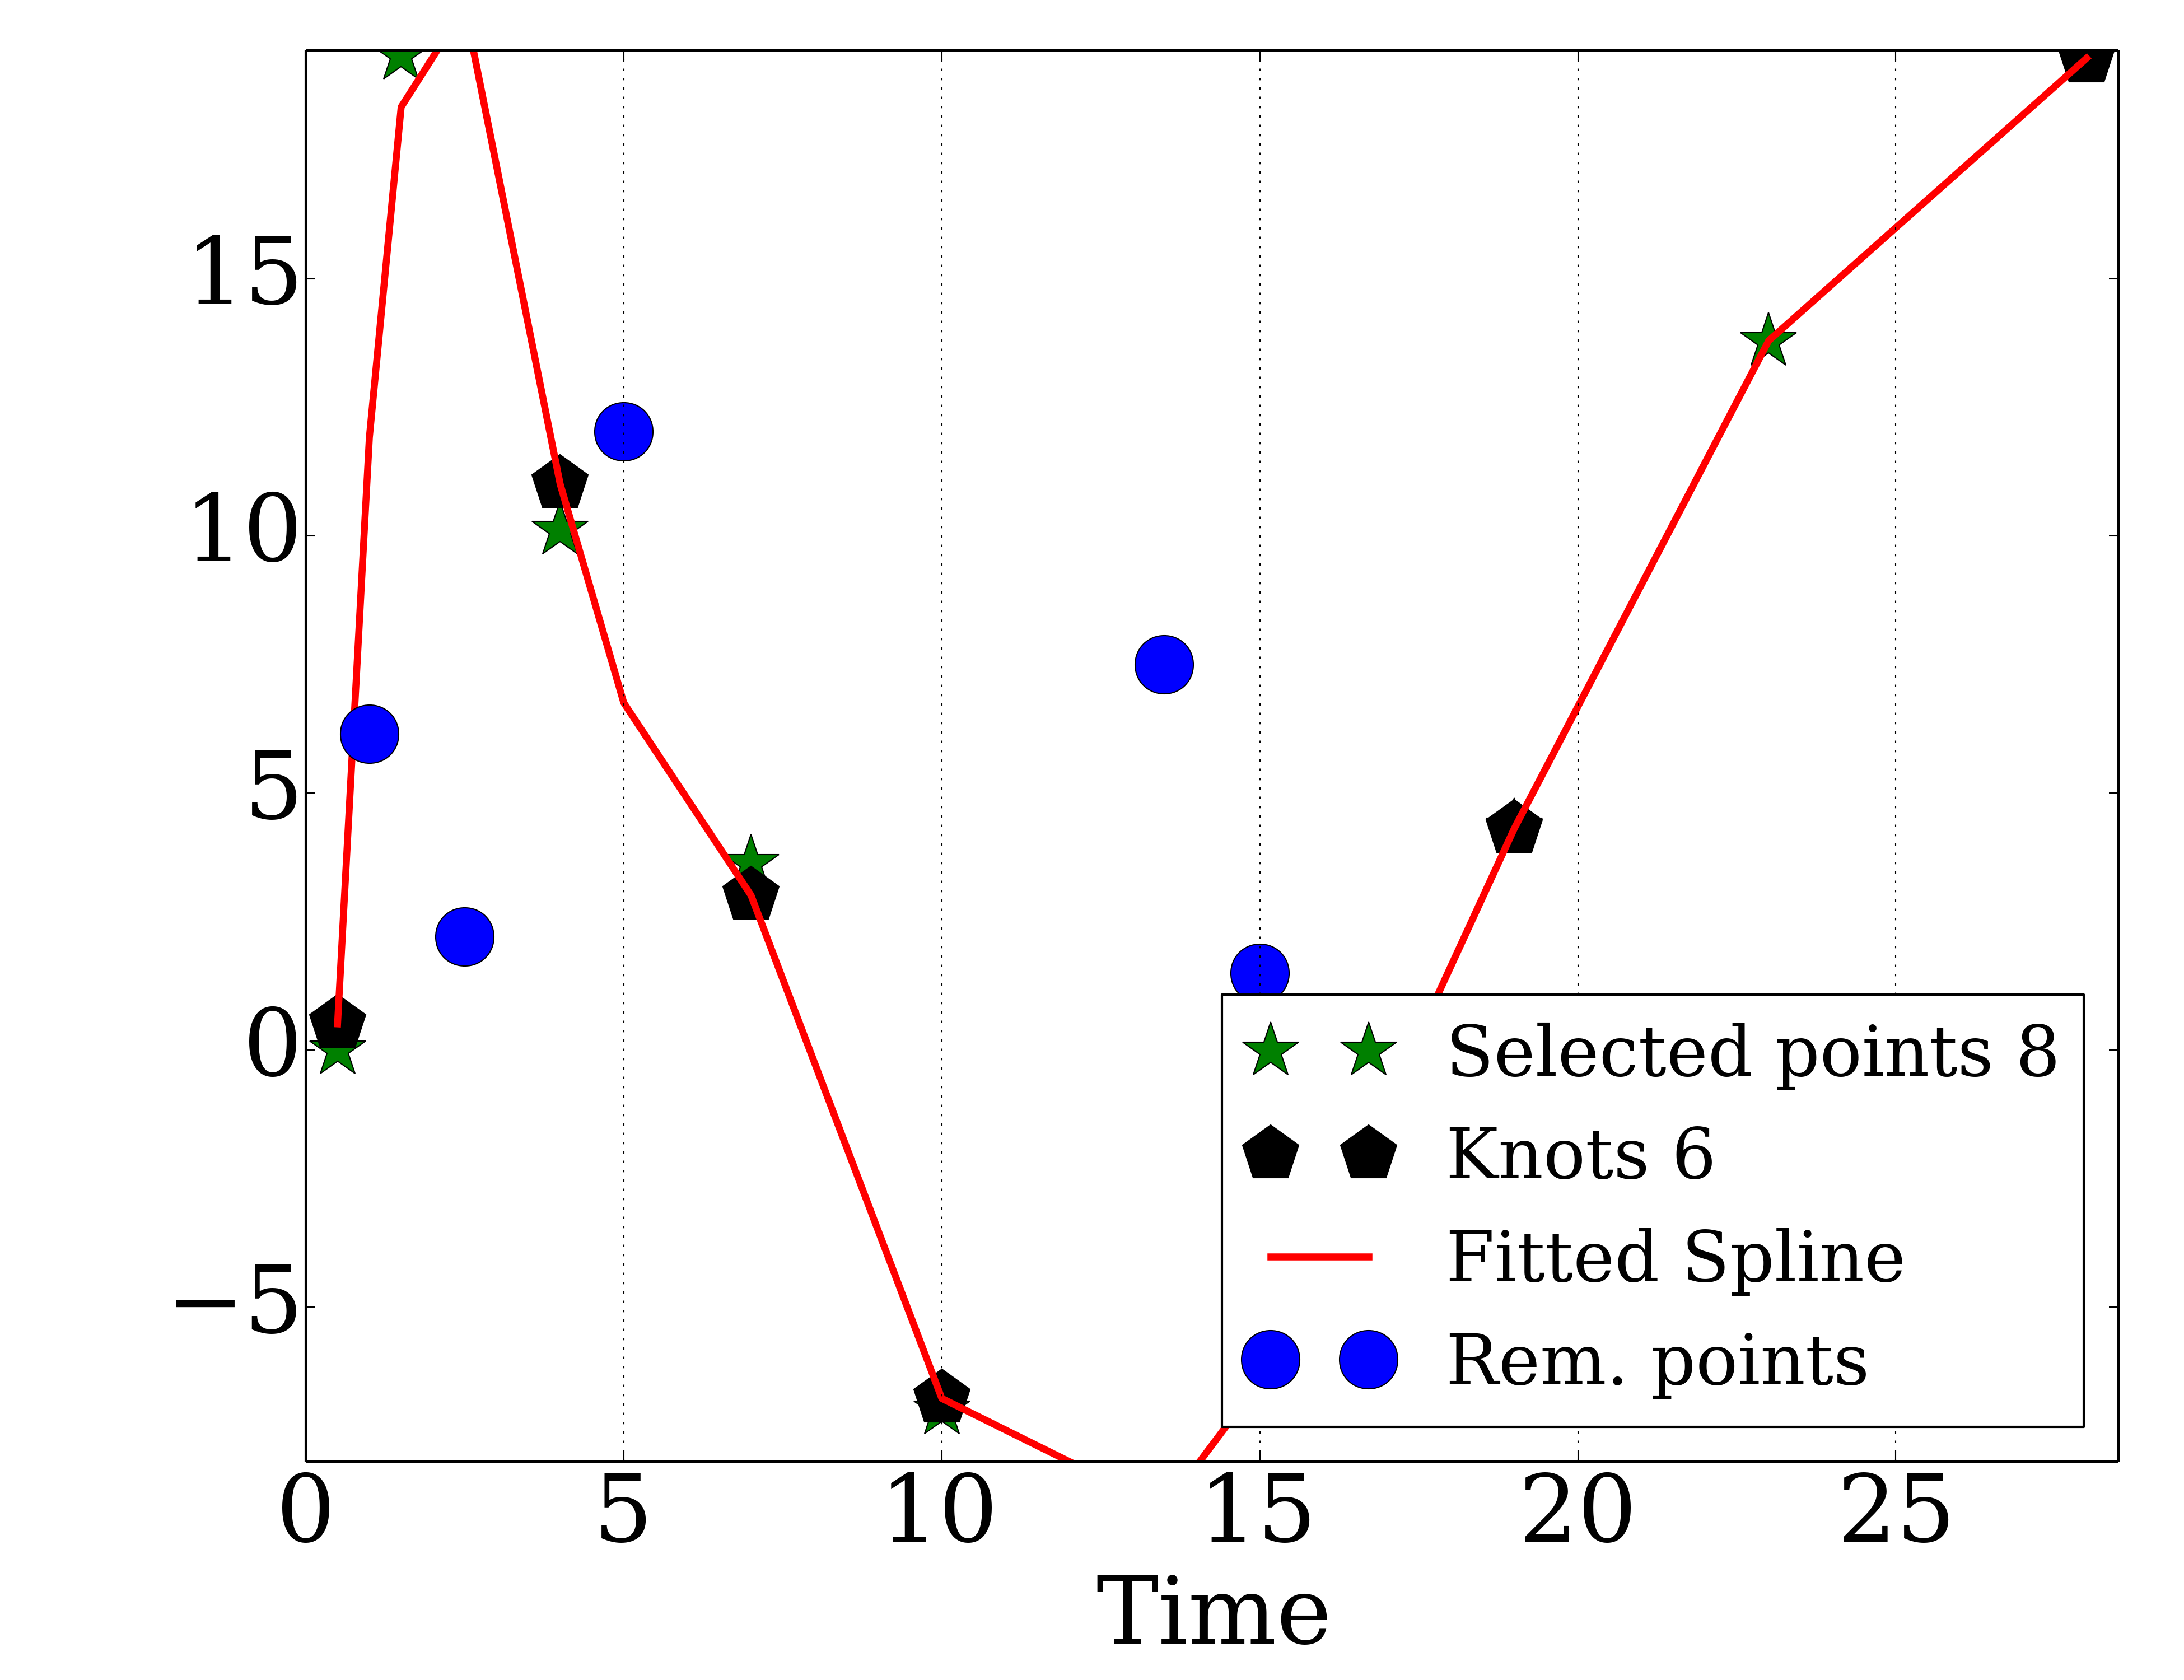 15
10
5
0
−5
Selected points 8
Knots 6
Fitted Spline
Rem. points
0 5 10 15 20 25
Time